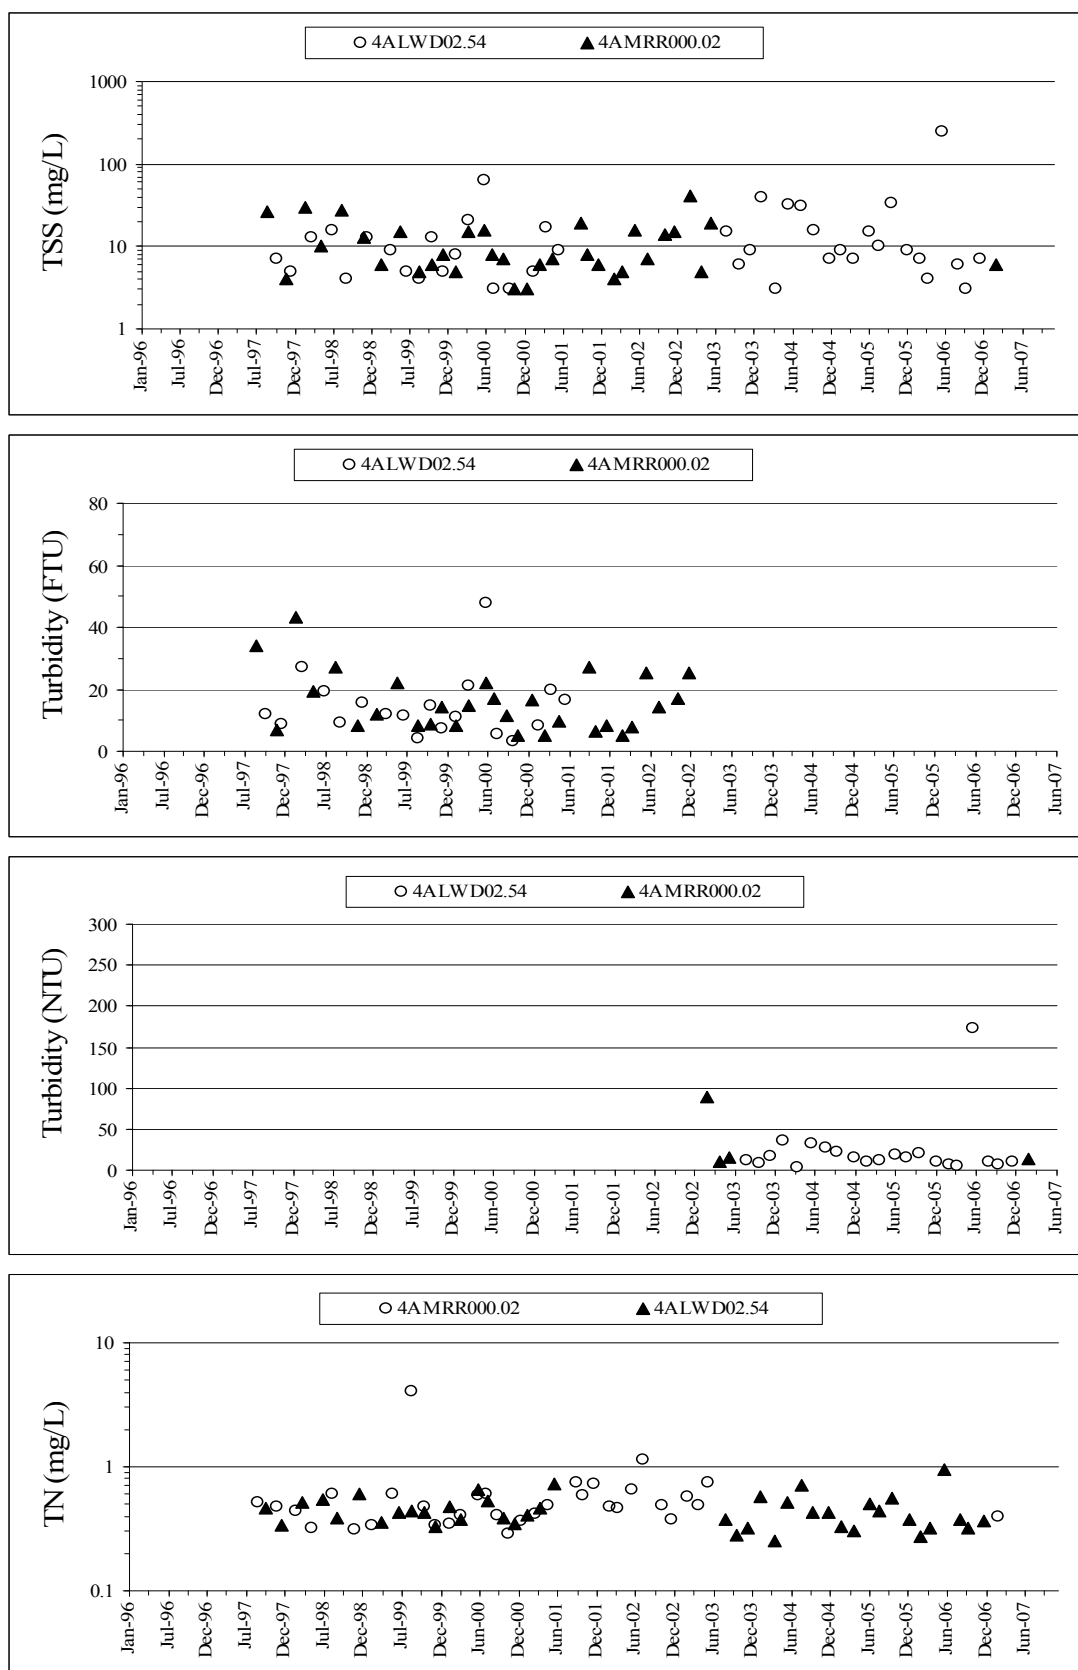 4ALWD02.54 4AMRR000.02
TSS (mg/L)
1000
100
10
1
Jan-96 Jul-96 Dec-96 Jul-97 Dec-97 Jul-98 Dec-98 Jul-99 Dec-99 Jun-00 Dec-00 Jun-01 Dec-01 Jun-02 Dec-02 Jun-03 Dec-03 Jun-04 Dec-04 Jun-05 Dec-05 Jun-06 Dec-06 Jun-07
4ALWD02.54 4AMRR000.02
Turbidity (FTU)
80
60
40
20
0
Jan-96 Jul-96 Dec-96 Jul-97 Dec-97 Jul-98 Dec-98 Jul-99 Dec-99 Jun-00 Dec-00 Jun-01 Dec-01 Jun-02 Dec-02 Jun-03 Dec-03 Jun-04 Dec-04 Jun-05 Dec-05 Jun-06 Dec-06 Jun-07
4ALWD02.54 4AMRR000.02
Turbidity (NTU)
300
250
200
150
100
50
0
Jan-96 Jul-96 Dec-96 Jul-97 Dec-97 Jul-98 Dec-98 Jul-99 Dec-99 Jun-00 Dec-00 Jun-01 Dec-01 Jun-02 Dec-02 Jun-03 Dec-03 Jun-04 Dec-04 Jun-05 Dec-05 Jun-06 Dec-06 Jun-07
4AMRR000.02 4ALWD02.54
TN (mg/L)
10
1
0.1
Jan-96 Jul-96 Dec-96 Jul-97 Dec-97 Jul-98 Dec-98 Jul-99 Dec-99 Jun-00 Dec-00 Jun-01 Dec-01 Jun-02 Dec-02 Jun-03 Dec-03 Jun-04 Dec-04 Jun-05 Dec-05 Jun-06 Dec-06 Jun-07